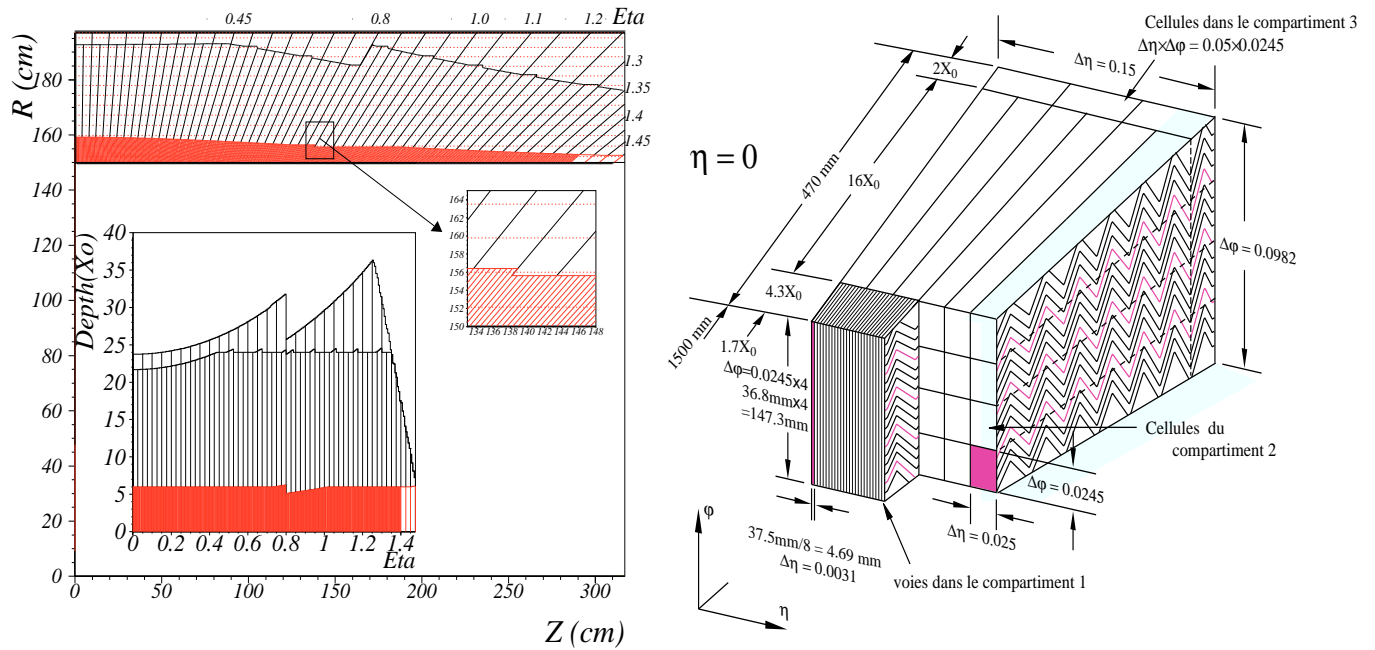 0.45 0.8 1.0 1.1 1.2 Eta
R (cm)
180
160
140
120
100
80
60
40
20
0
1.3
1.35
1.4
1.45
0 50 100 150 200 250 300
Z (cm)
Depth(Xo)
40
35
30
25
20
15
10
5
0
0 0.2 0.4 0.6 0.8 1 1.2 1.4
Eta
164
162
160
158
156
154
152
150
134 136 138 140 142 144 146 148
Cellules dans le compartiment 3
Δη×Δφ = 0.05×0.0245
Δη = 0.15
2X0
470 mm
16X0
η = 0
4.3X0
1500 mm
1.7X0
Δφ=0.0245x4
36.8mmx4
=147.3mm
Δφ = 0.0982
Cellules du
compartiment 2
Δφ = 0.0245
Δη = 0.025
37.5mm/8 = 4.69 mm
Δη = 0.0031
voies dans le compartiment 1
φ
η